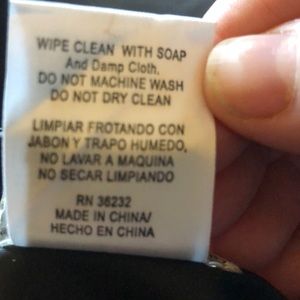 WIPE CLEAN WITH SOAP
And Damp Cloth.
DO NOT MACHINE WASH
DO NOT DRY CLEAN
LIMPIAR FROTANDO CON
JABON Y TRAPO HUMEDO,
NO LAVAR A MAQUINA
NO SECAR LIMPIANDO
RN 36232
MADE IN CHINA/
HECHO EN CHINA